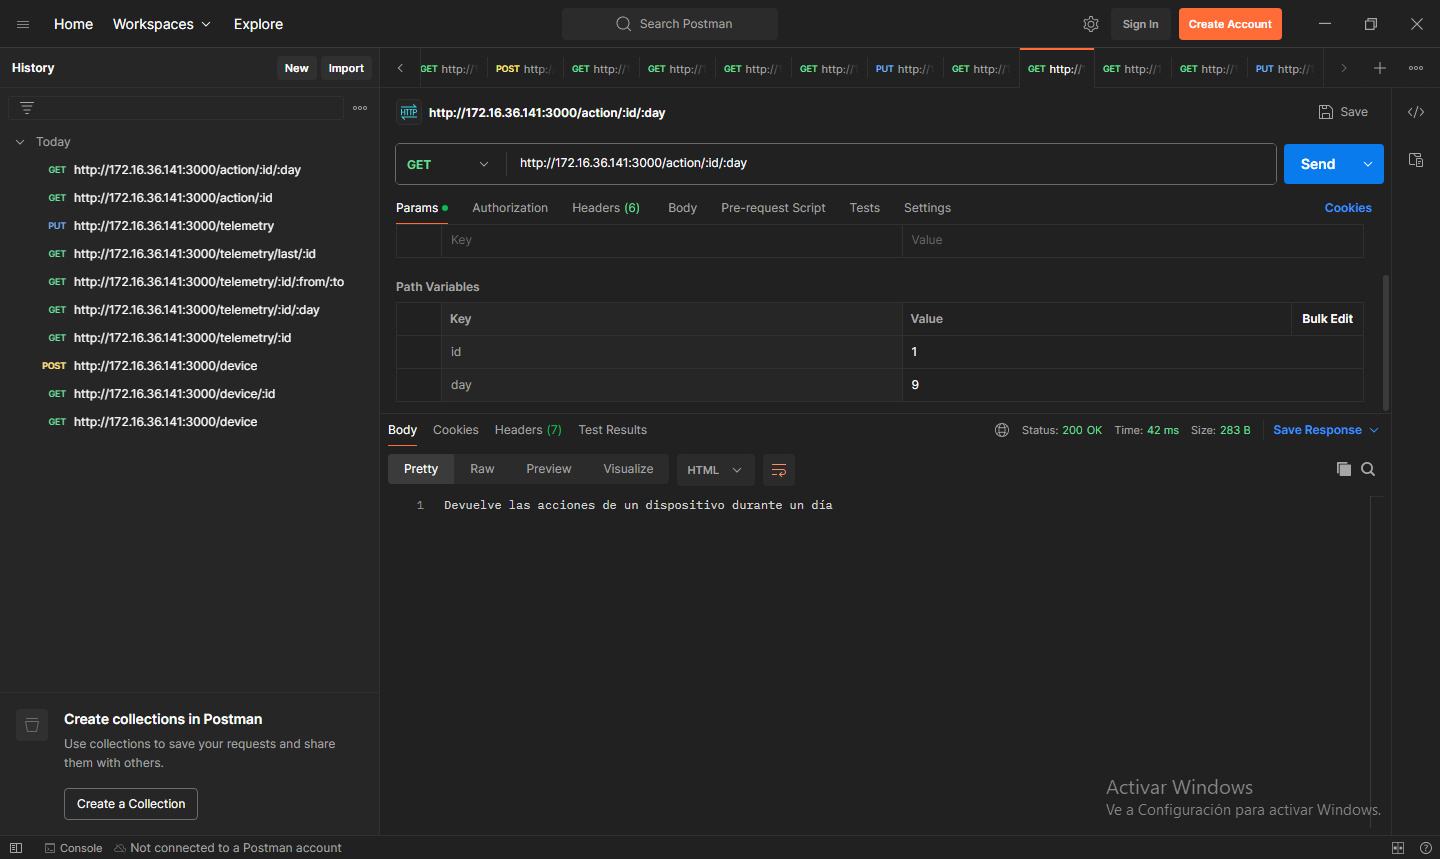 Home Workspaces Explore Search Postman Sign In Create Account
History New Import
GET http:// POST http: GET http:// GET http:// GET http:// GET http:// PUT http:// GET http:// GET http:// GET http:// GET http:// PUT http://
HTTP http://172.16.36.141:3000/action/:id/:day Save
Today
GET http://172.16.36.141:3000/action/:id/:day
GET http://172.16.36.141:3000/action/:id
PUT http://172.16.36.141:3000/telemetry
GET http://172.16.36.141:3000/telemetry/last/:id
GET http://172.16.36.141:3000/telemetry/:id/:from/:to
GET http://172.16.36.141:3000/telemetry/:id/:day
GET http://172.16.36.141:3000/telemetry/:id
POST http://172.16.36.141:3000/device
GET http://172.16.36.141:3000/device/:id
GET http://172.16.36.141:3000/device
GET http://172.16.36.141:3000/action/:id/:day Send
Params Authorization Headers (6) Body Pre-request Script Tests Settings Cookies
Key Value
Path Variables
Key Value Bulk Edit
id 1
day 9
Body Cookies Headers (7) Test Results Status: 200 OK Time: 42 ms Size: 283 B Save Response
Pretty Raw Preview Visualize HTML
1 Devuelve las acciones de un dispositivo durante un día
Create collections in Postman
Use collections to save your requests and share
them with others.
Create a Collection
Activar Windows
Ve a Configuración para activar Windows.
Console Not connected to a Postman account